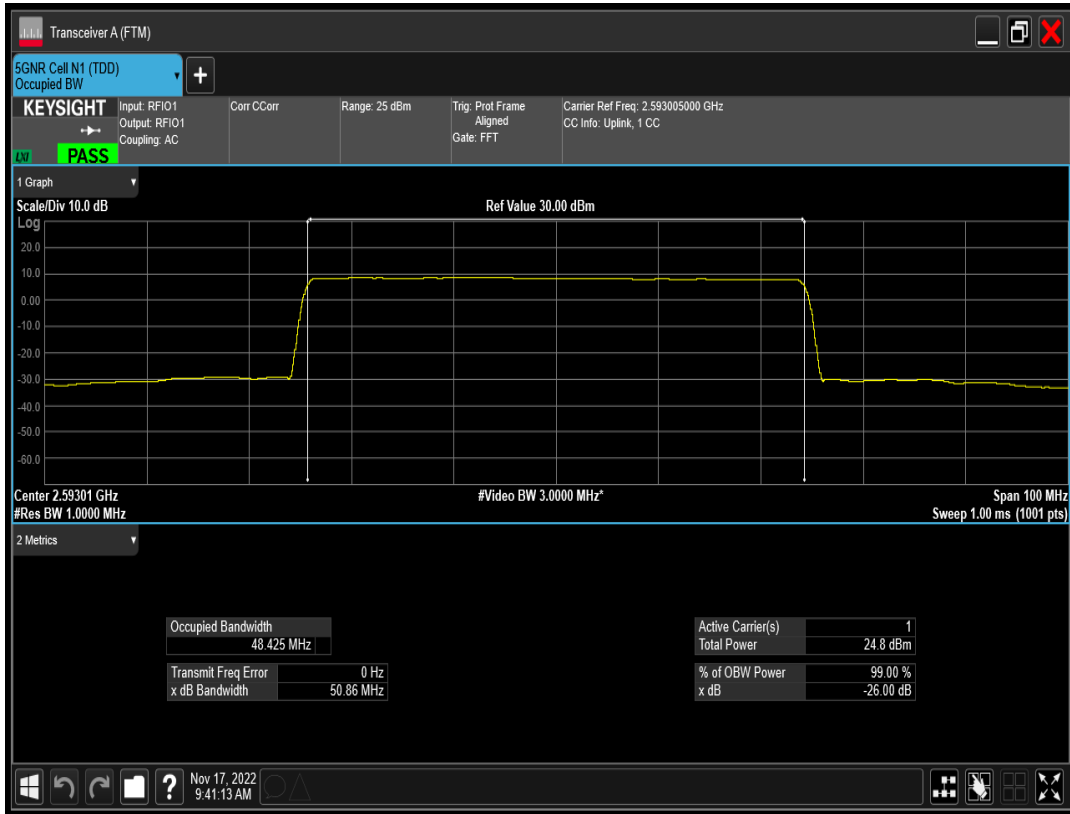 Transceiver A (FTM)
5GNR Cell N1 (TDD)
Occupied BW
+
KEYSIGHT
LXI
PASS
Input: RFIO1
Output: RFIO1
Coupling: AC
Corr CCorr
Range: 25 dBm
Trig: Prot Frame
Aligned
Gate: FFT
Carrier Ref Freq: 2.593005000 GHz
CC Info: Uplink, 1 CC
1 Graph
Scale/Div 10.0 dB
Ref Value 30.00 dBm
Log
20.0
10.0
0.00
-10.0
-20.0
-30.0
-40.0
-50.0
-60.0
Center 2.59301 GHz
#Video BW 3.0000 MHz*
Span 100 MHz
#Res BW 1.0000 MHz
Sweep 1.00 ms (1001 pts)
2 Metrics
Occupied Bandwidth
48.425 MHz
Transmit Freq Error 0 Hz
x dB Bandwidth 50.86 MHz
Active Carrier(s) 1
Total Power 24.8 dBm
% of OBW Power 99.00 %
x dB -26.00 dB
?
Nov 17, 2022
9:41:13 AM